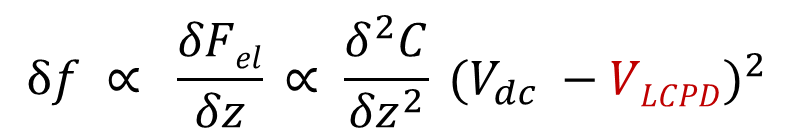 δf ∝ δF_el/δz ∝ δ²C/δz² (V_dc − V_LCPD)²